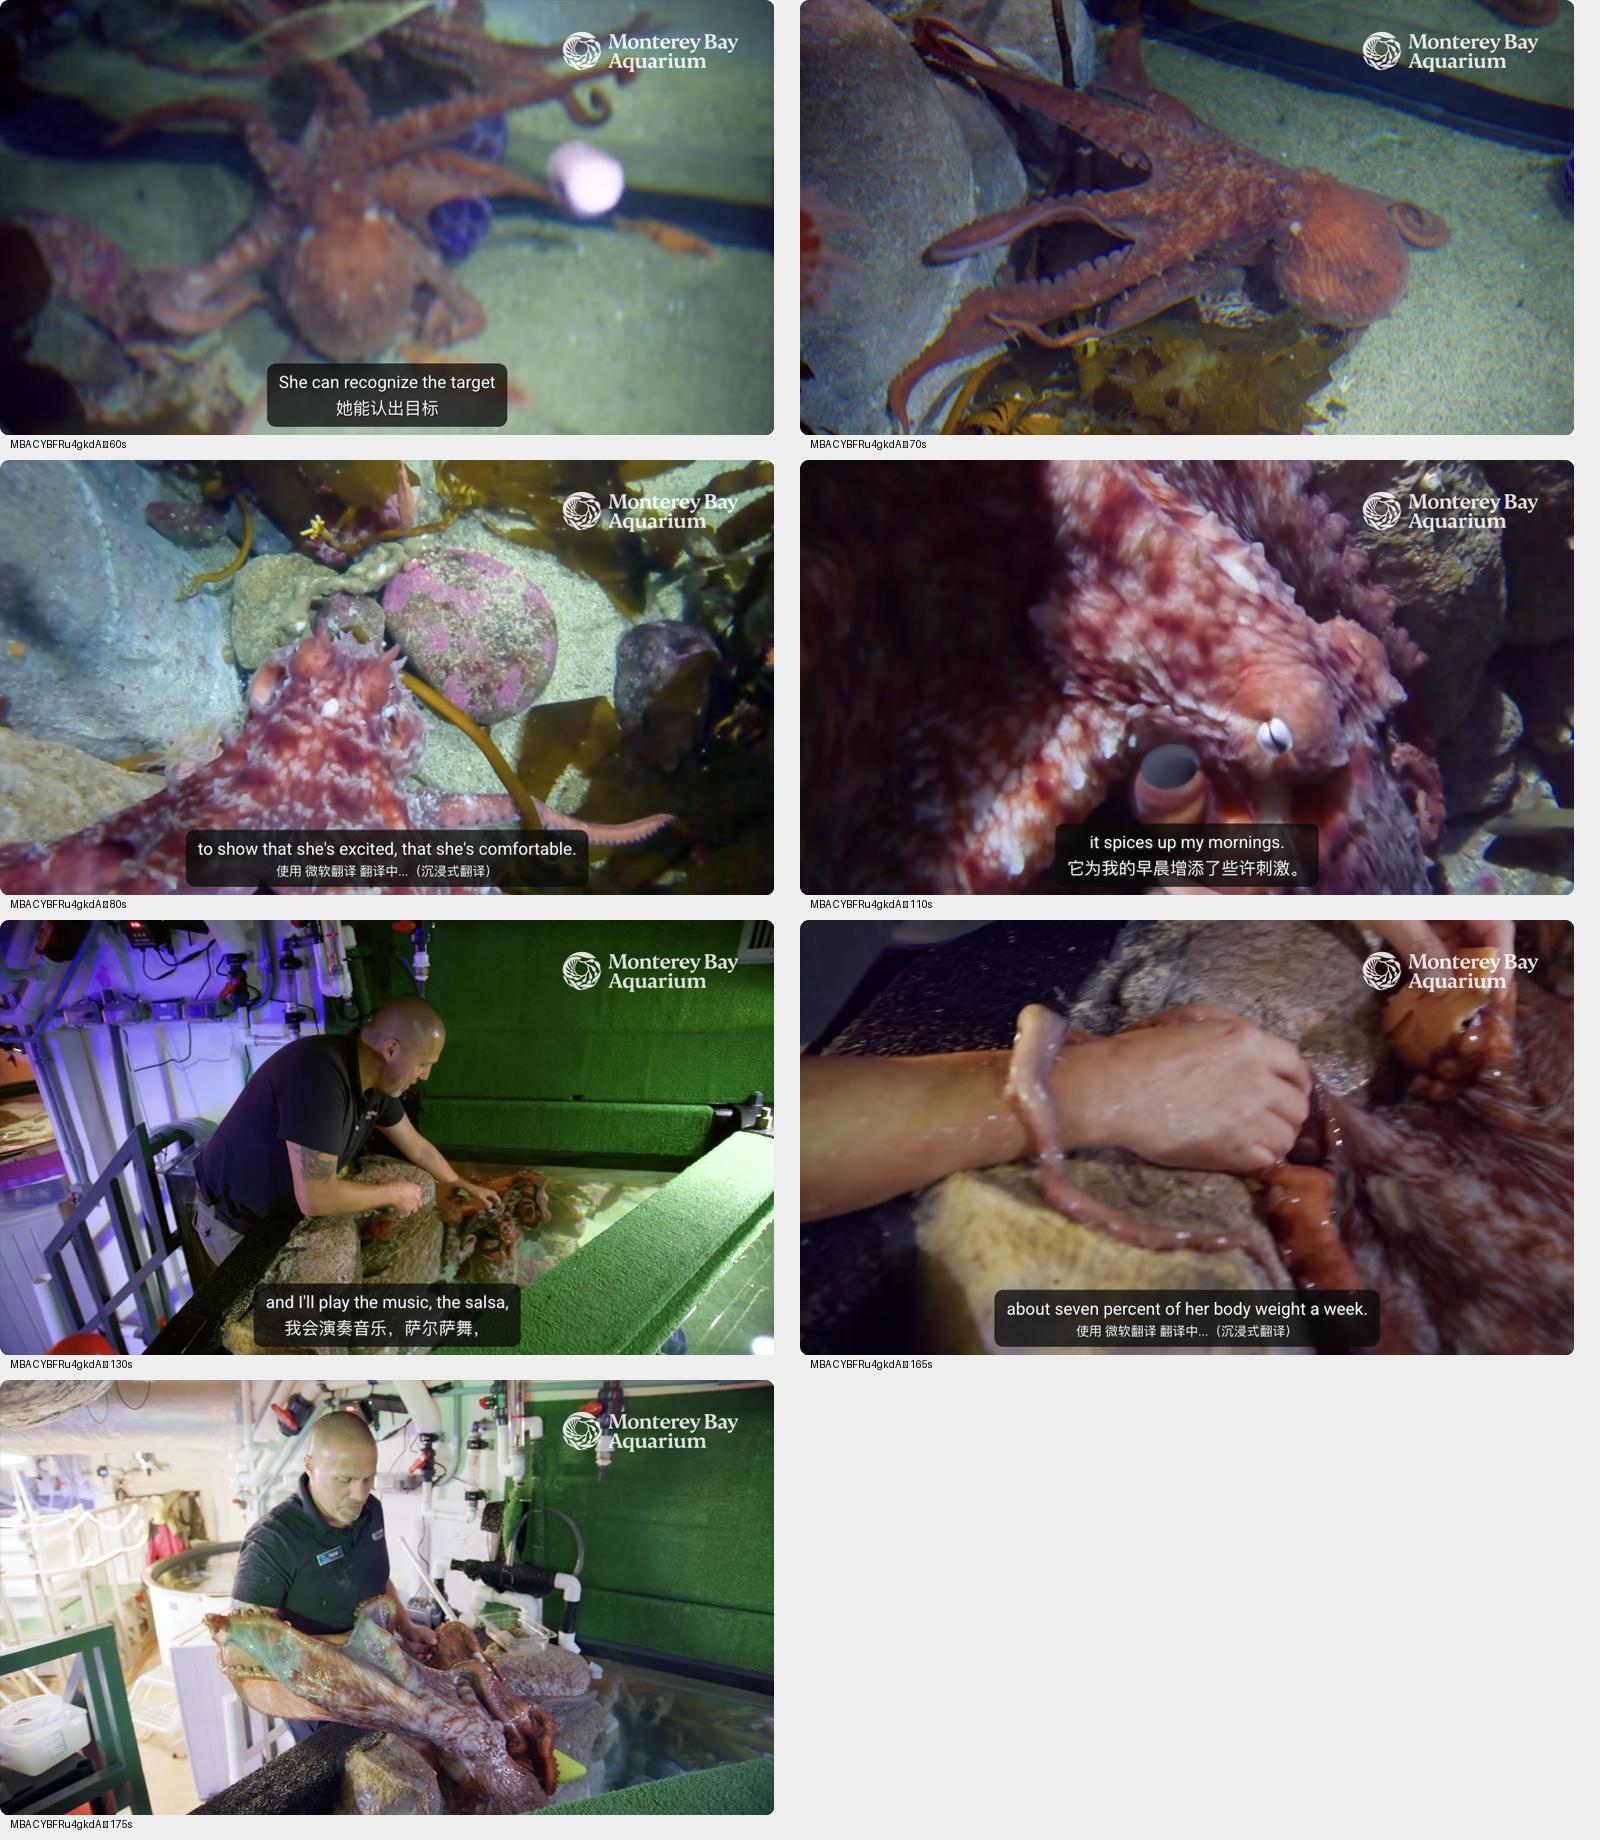 Monterey Bay
Aquarium
She can recognize the target
她能认出目标
MBACYBFRu4gkdA 60s
Monterey Bay
Aquarium
MBACYBFRu4gkdA 70s
Monterey Bay
Aquarium
to show that she's excited, that she's comfortable.
使用 微软翻译 翻译中...（沉浸式翻译）
MBACYBFRu4gkdA 80s
Monterey Bay
Aquarium
it spices up my mornings.
它为我的早晨增添了些许刺激。
MBACYBFRu4gkdA 110s
Monterey Bay
Aquarium
and I'll play the music, the salsa,
我会演奏音乐，萨尔萨舞，
MBACYBFRu4gkdA 130s
Monterey Bay
Aquarium
about seven percent of her body weight a week.
使用 微软翻译 翻译中...（沉浸式翻译）
MBACYBFRu4gkdA 165s
Monterey Bay
Aquarium
MBACYBFRu4gkdA 175s